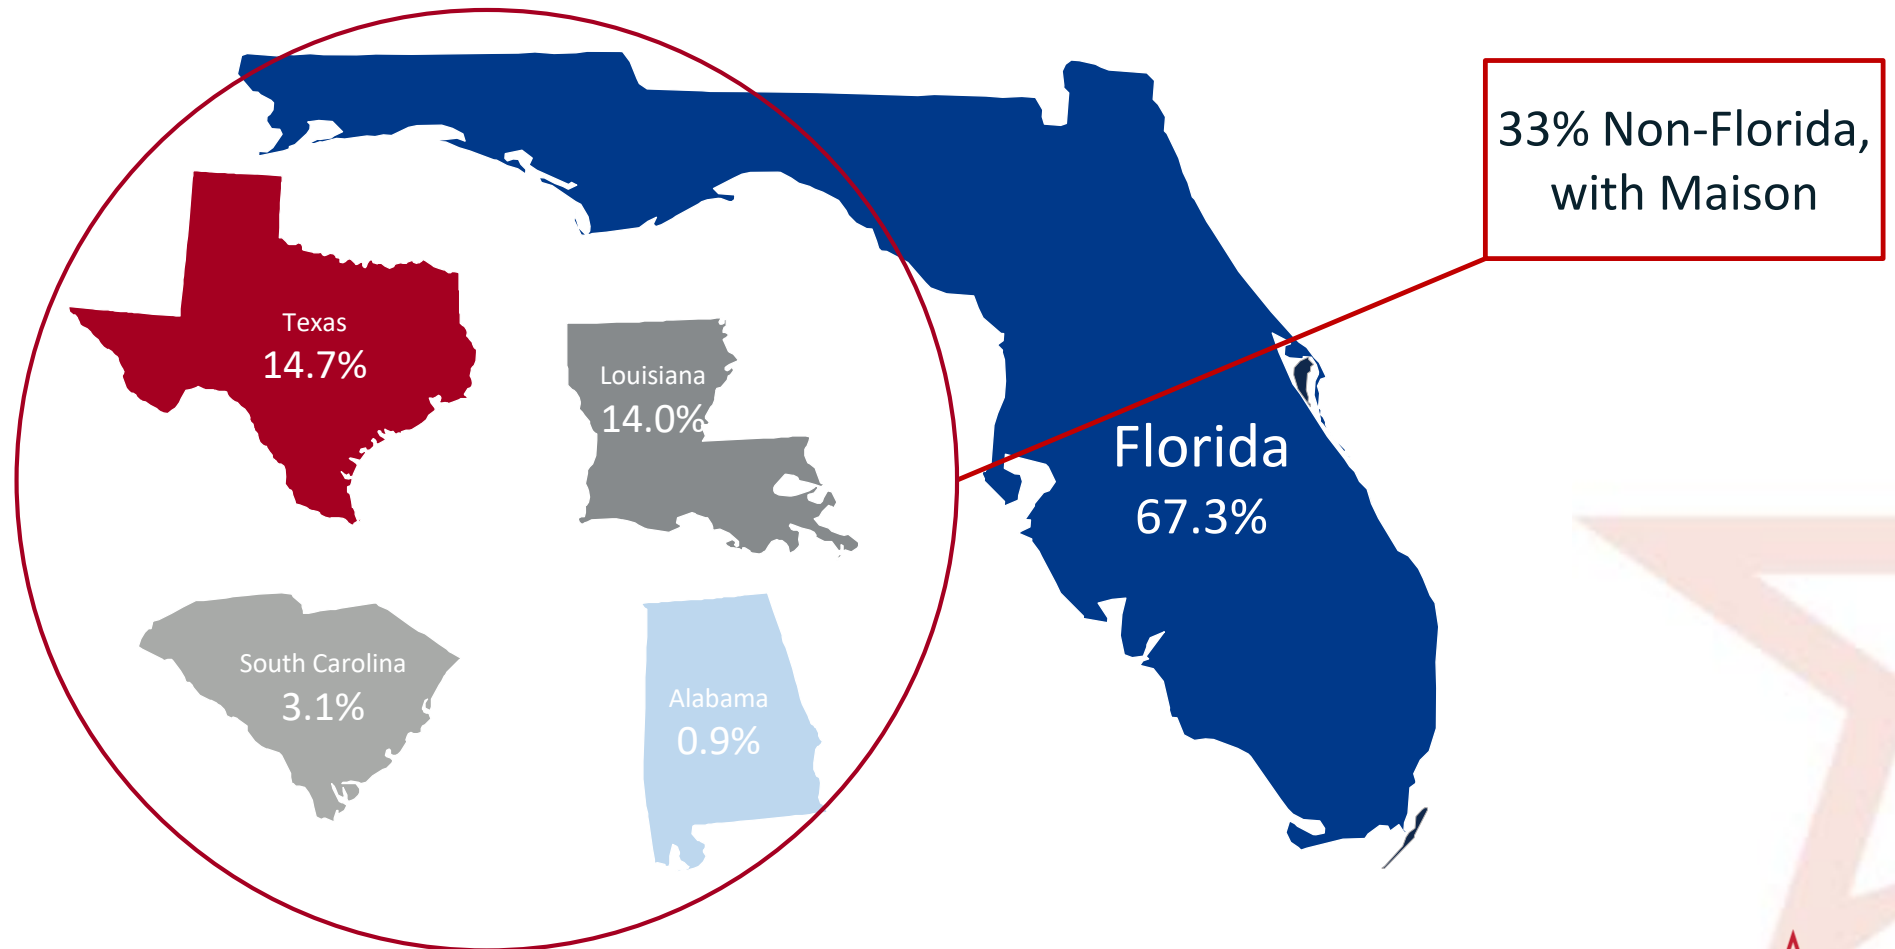 33% Non-Florida,
with Maison
Texas
14.7%
Louisiana
14.0%
Florida
67.3%
South Carolina
3.1%
Alabama
0.9%